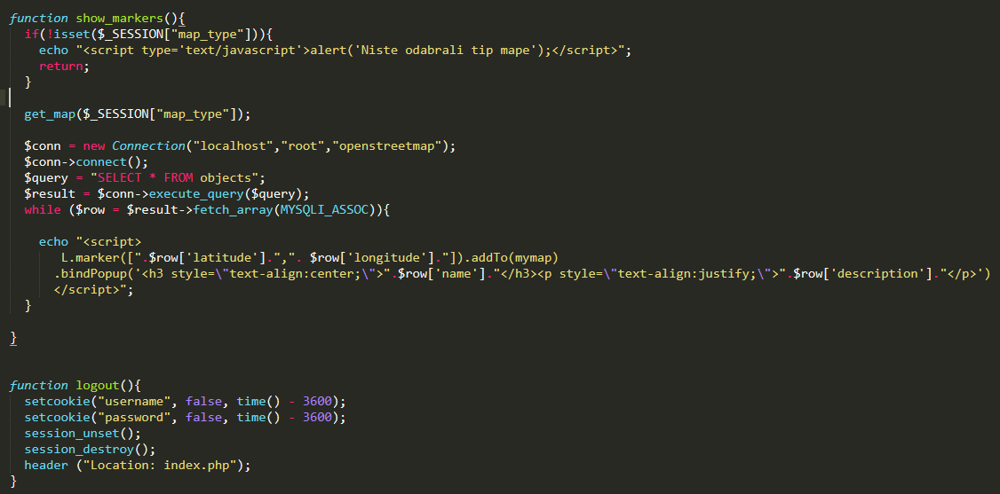 function show_markers(){
if(!isset($_SESSION["map_type"])){
echo "<script type='text/javascript'>alert('Niste odabrali tip mape');</script>";
return;
}
get_map($_SESSION["map_type"]);
$conn = new Connection("localhost","root","openstreetmap");
$conn->connect();
$query = "SELECT * FROM objects";
$result = $conn->execute_query($query);
while ($row = $result->fetch_array(MYSQLI_ASSOC)){
echo "<script>
L.marker([".$row['latitude'].",". $row['longitude']."]).addTo(mymap)
.bindPopup('<h3 style=\"text-align:center;\">".$row['name']."</h3><p style=\"text-align:justify;\">".$row['description']."</p>')
</script>";
}
}
function logout(){
setcookie("username", false, time() - 3600);
setcookie("password", false, time() - 3600);
session_unset();
session_destroy();
header ("Location: index.php");
}